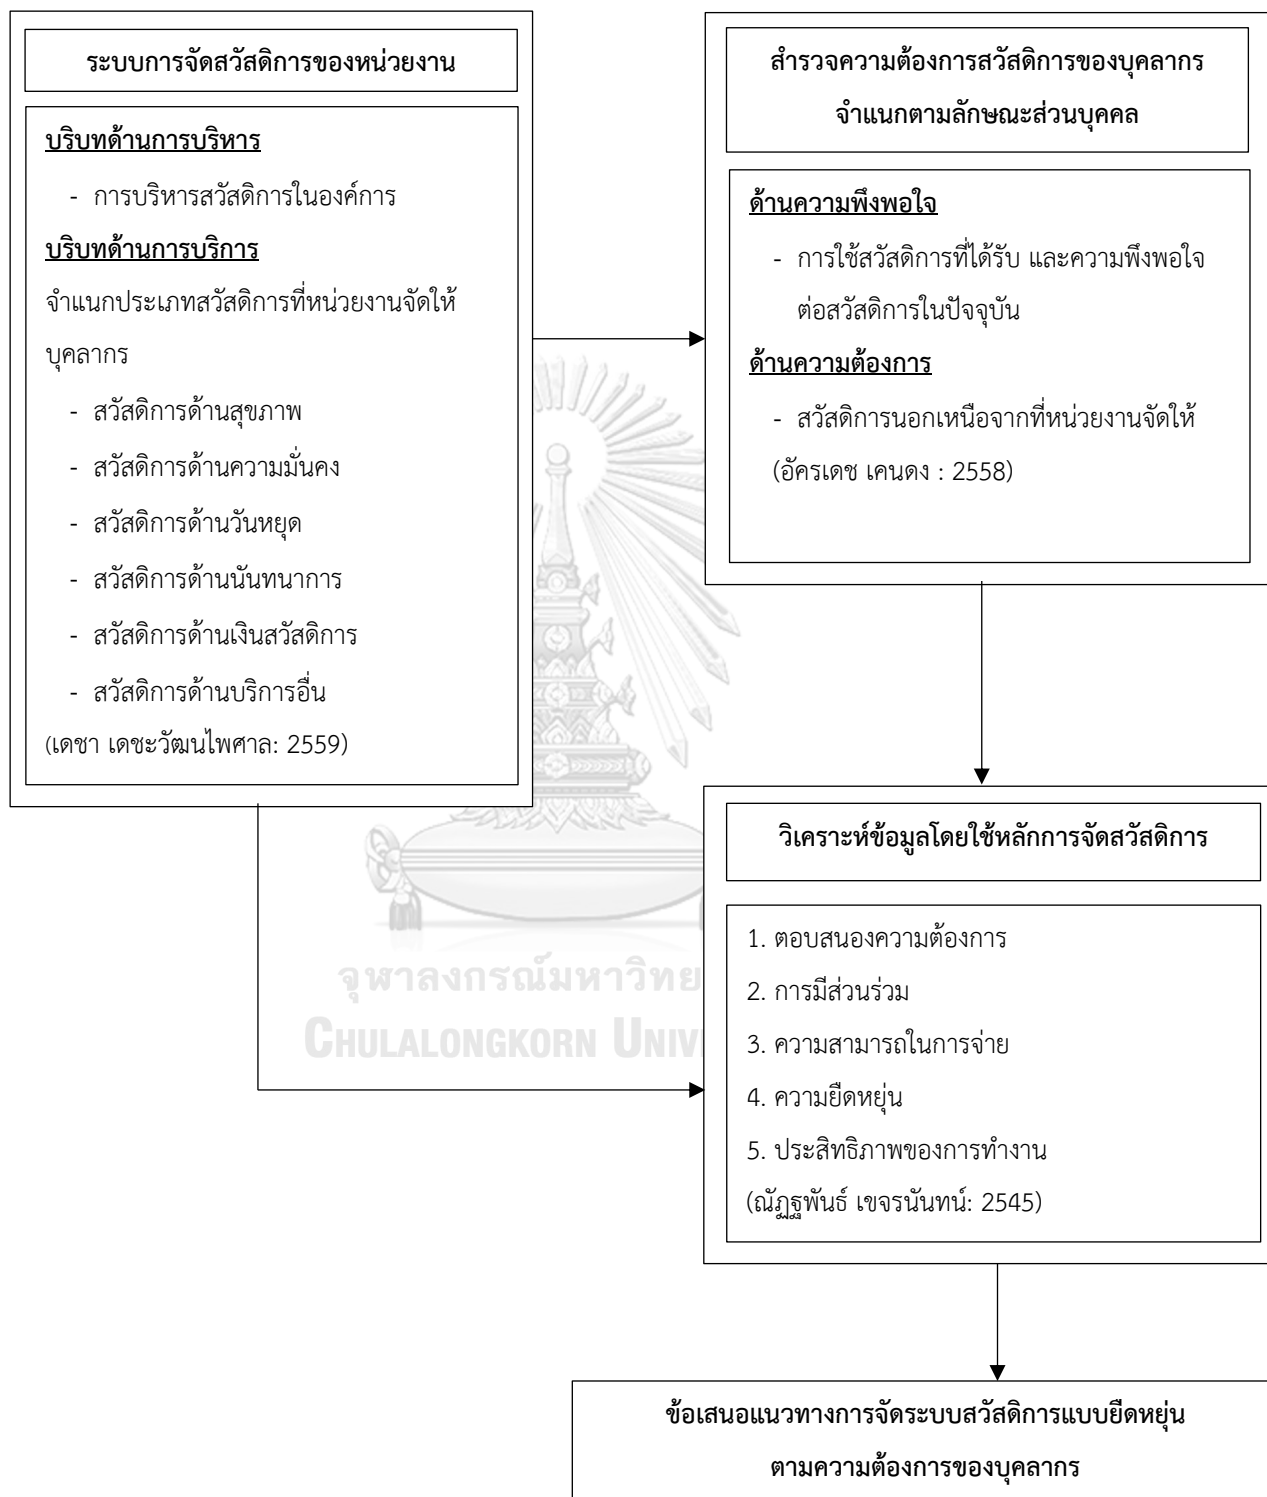 ระบบการจัดสวัสดิการของหน่วยงาน
บริบทด้านการบริหาร
- การบริหารสวัสดิการในองค์การ
บริบทด้านการบริการ
จำแนกประเภทสวัสดิการที่หน่วยงานจัดให้
บุคลากร
- สวัสดิการด้านสุขภาพ
- สวัสดิการด้านความมั่นคง
- สวัสดิการด้านวันหยุด
- สวัสดิการด้านนันทนาการ
- สวัสดิการด้านเงินสวัสดิการ
- สวัสดิการด้านบริการอื่น
(เดชา เดชะวัฒนไพศาล: 2559)
สำรวจความต้องการสวัสดิการของบุคลากร
จำแนกตามลักษณะส่วนบุคคล
ด้านความพึงพอใจ
- การใช้สวัสดิการที่ได้รับ และความพึงพอใจ
ต่อสวัสดิการในปัจจุบัน
ด้านความต้องการ
- สวัสดิการนอกเหนือจากที่หน่วยงานจัดให้
(อัครเดช เคนดง : 2558)
วิเคราะห์ข้อมูลโดยใช้หลักการจัดสวัสดิการ
1. ตอบสนองความต้องการ
2. การมีส่วนร่วม
3. ความสามารถในการจ่าย
4. ความยืดหยุ่น
5. ประสิทธิภาพของการทำงาน
(ณัฏฐพันธ์ เขจรนันทน์: 2545)
จุฬาลงกรณ์มหาวิทย
CHULALONGKORN UNIV
ข้อเสนอแนวทางการจัดระบบสวัสดิการแบบยืดหยุ่น
ตามความต้องการของบุคลากร